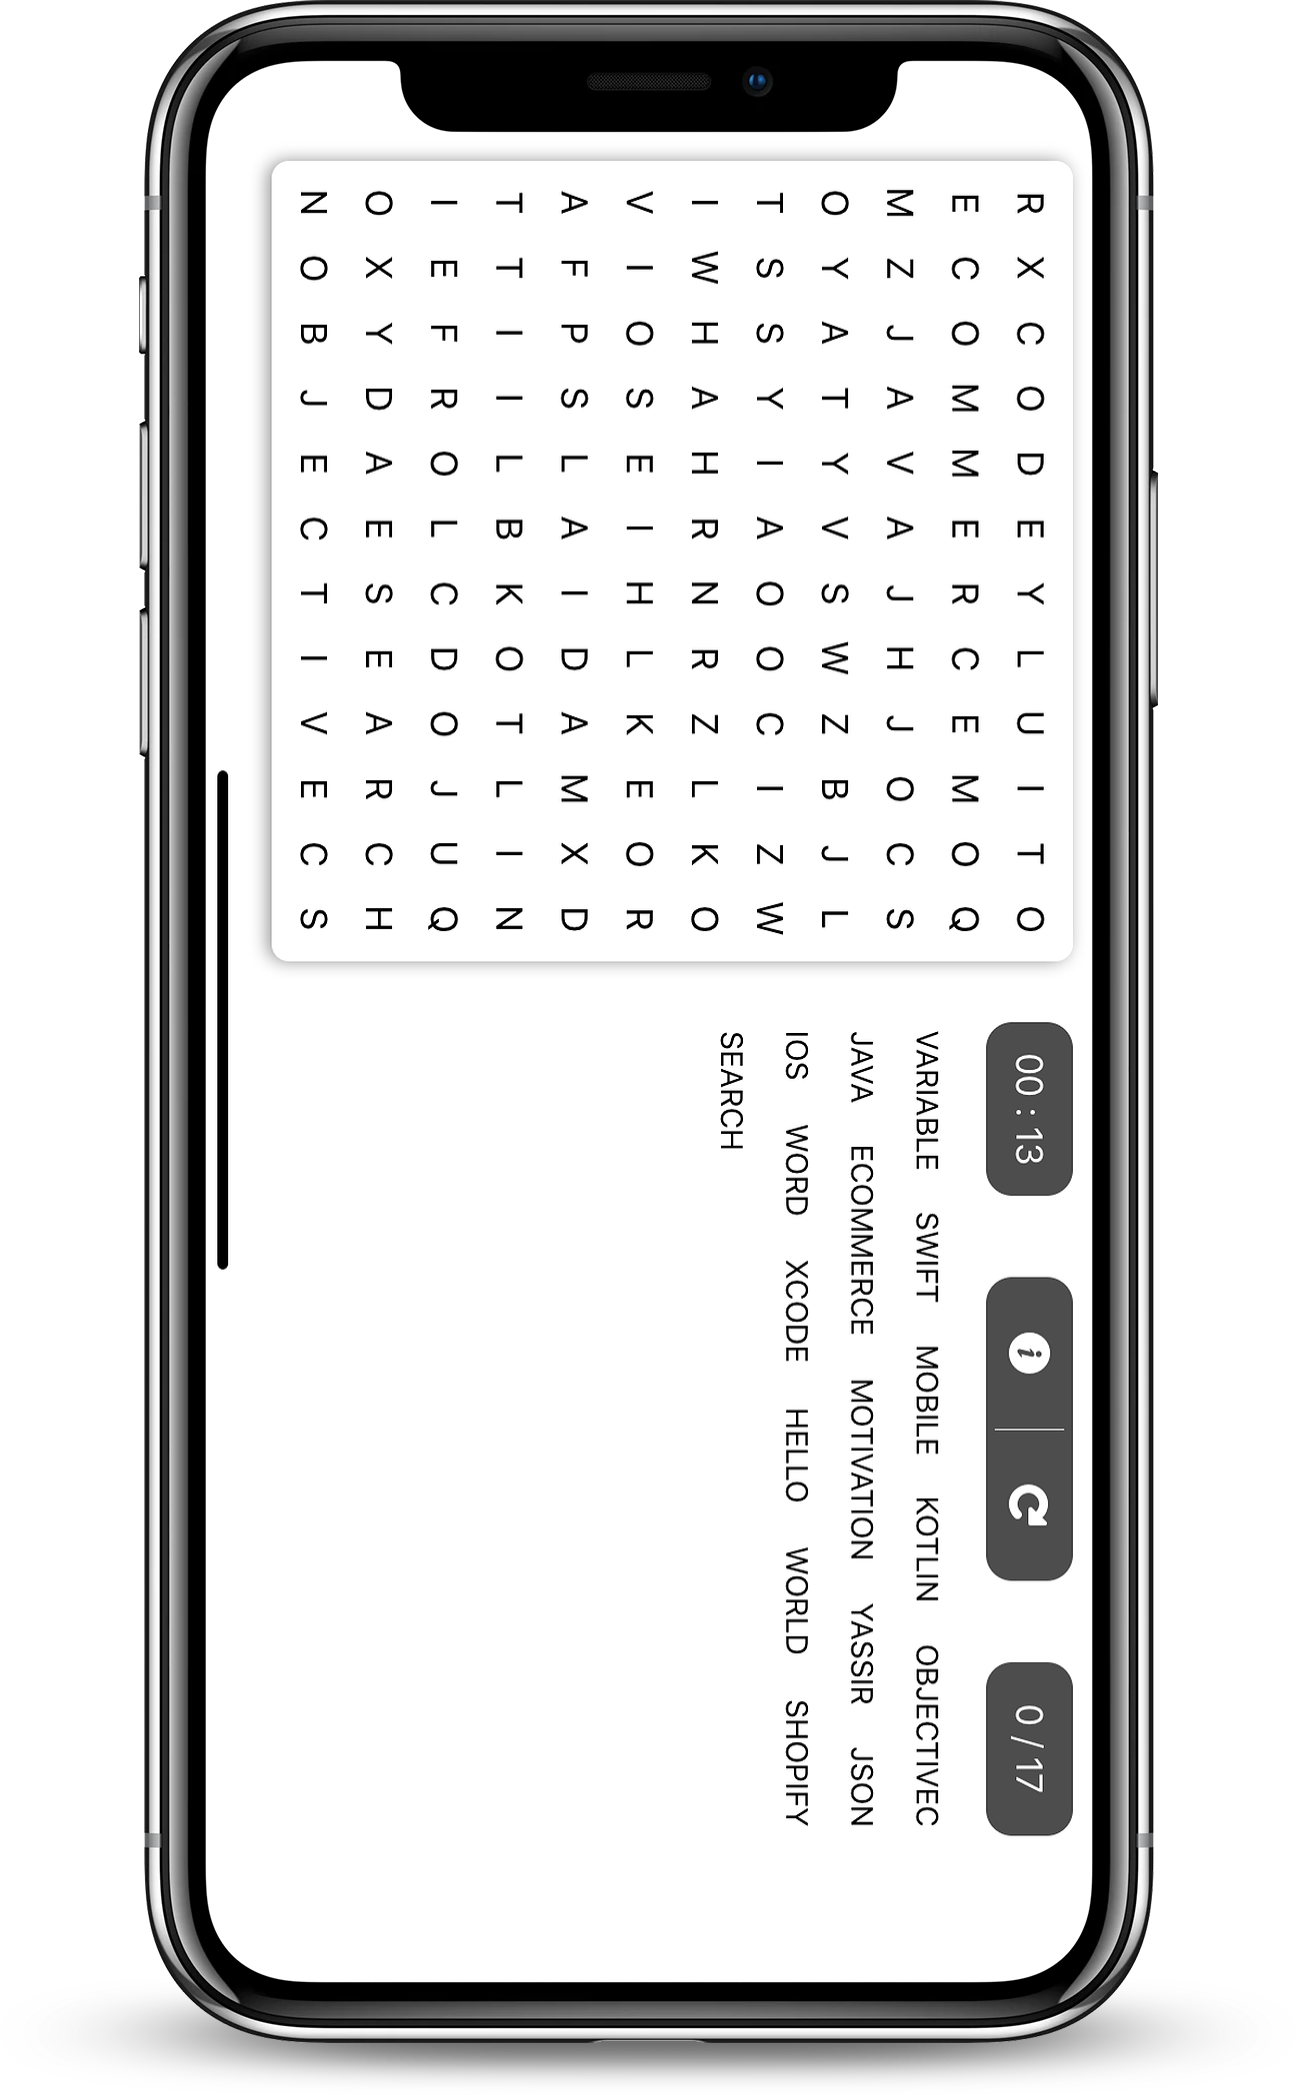 R X C O D E Y L U I T O
E C O M M E R C E M O Q
M Z J A V A J H J O C S
O Y A T Y V S W Z B J L
T S S Y I A O O C I Z W
I W H A H R N R Z L K O
V I O S E I H L K E O R
A F P S L A I D A M X D
T T I I L B K O T L I N
I E F R O L C D O J U Q
O X Y D A E S E A R C H
N O B J E C T I V E C S
00 : 13
i
0 / 17
VARIABLE SWIFT MOBILE KOTLIN OBJECTIVEC
JAVA ECOMMERCE MOTIVATION YASSIR JSON
IOS WORD XCODE HELLO WORLD SHOPIFY
SEARCH